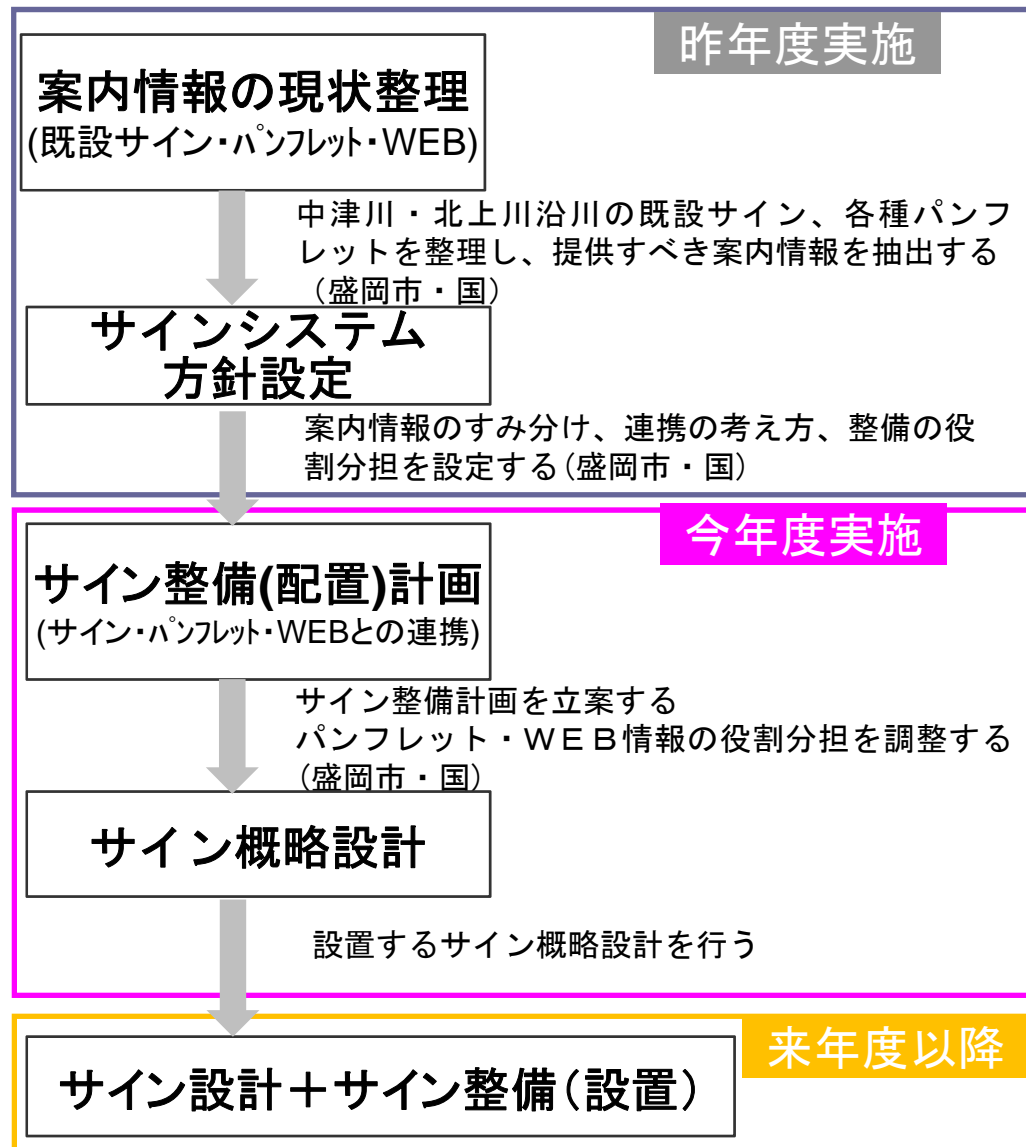 昨年度実施
案内情報の現状整理
(既設サイン・パンフレット・WEB)
中津川・北上川沿川の既設サイン、各種パンフ
レットを整理し、提供すべき案内情報を抽出する
（盛岡市・国）
サインシステム
方針設定
案内情報のすみ分け、連携の考え方、整備の役
割分担を設定する（盛岡市・国）
今年度実施
サイン整備(配置)計画
(サイン・パンフレット・WEBとの連携)
サイン整備計画を立案する
パンフレット・ＷＥＢ情報の役割分担を調整する
（盛岡市・国）
サイン概略設計
設置するサイン概略設計を行う
来年度以降
サイン設計＋サイン整備（設置）